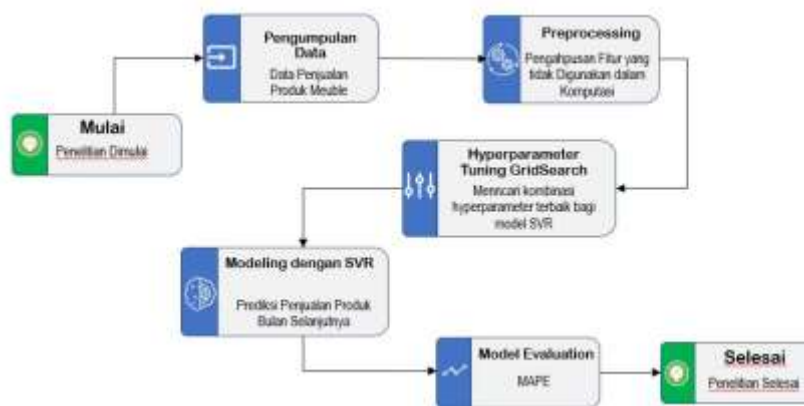 Mulai
Penelitian Dimulai
Pengumpulan
Data
Data Penjualan
Produk Meuble
Preprocessing
Pengahpusan Fitur yang
tidak Digunakan dalam
Komputasi
Hyperparameter
Tuning GridSearch
Menncari kombinasi
hyperparameter terbaik bagi
model SVR
Modeling dengan SVR
Prediksi Penjualan Produk
Bulan Selanjutnya
Model Evaluation
MAPE
Selesai
Penelitian Selesai